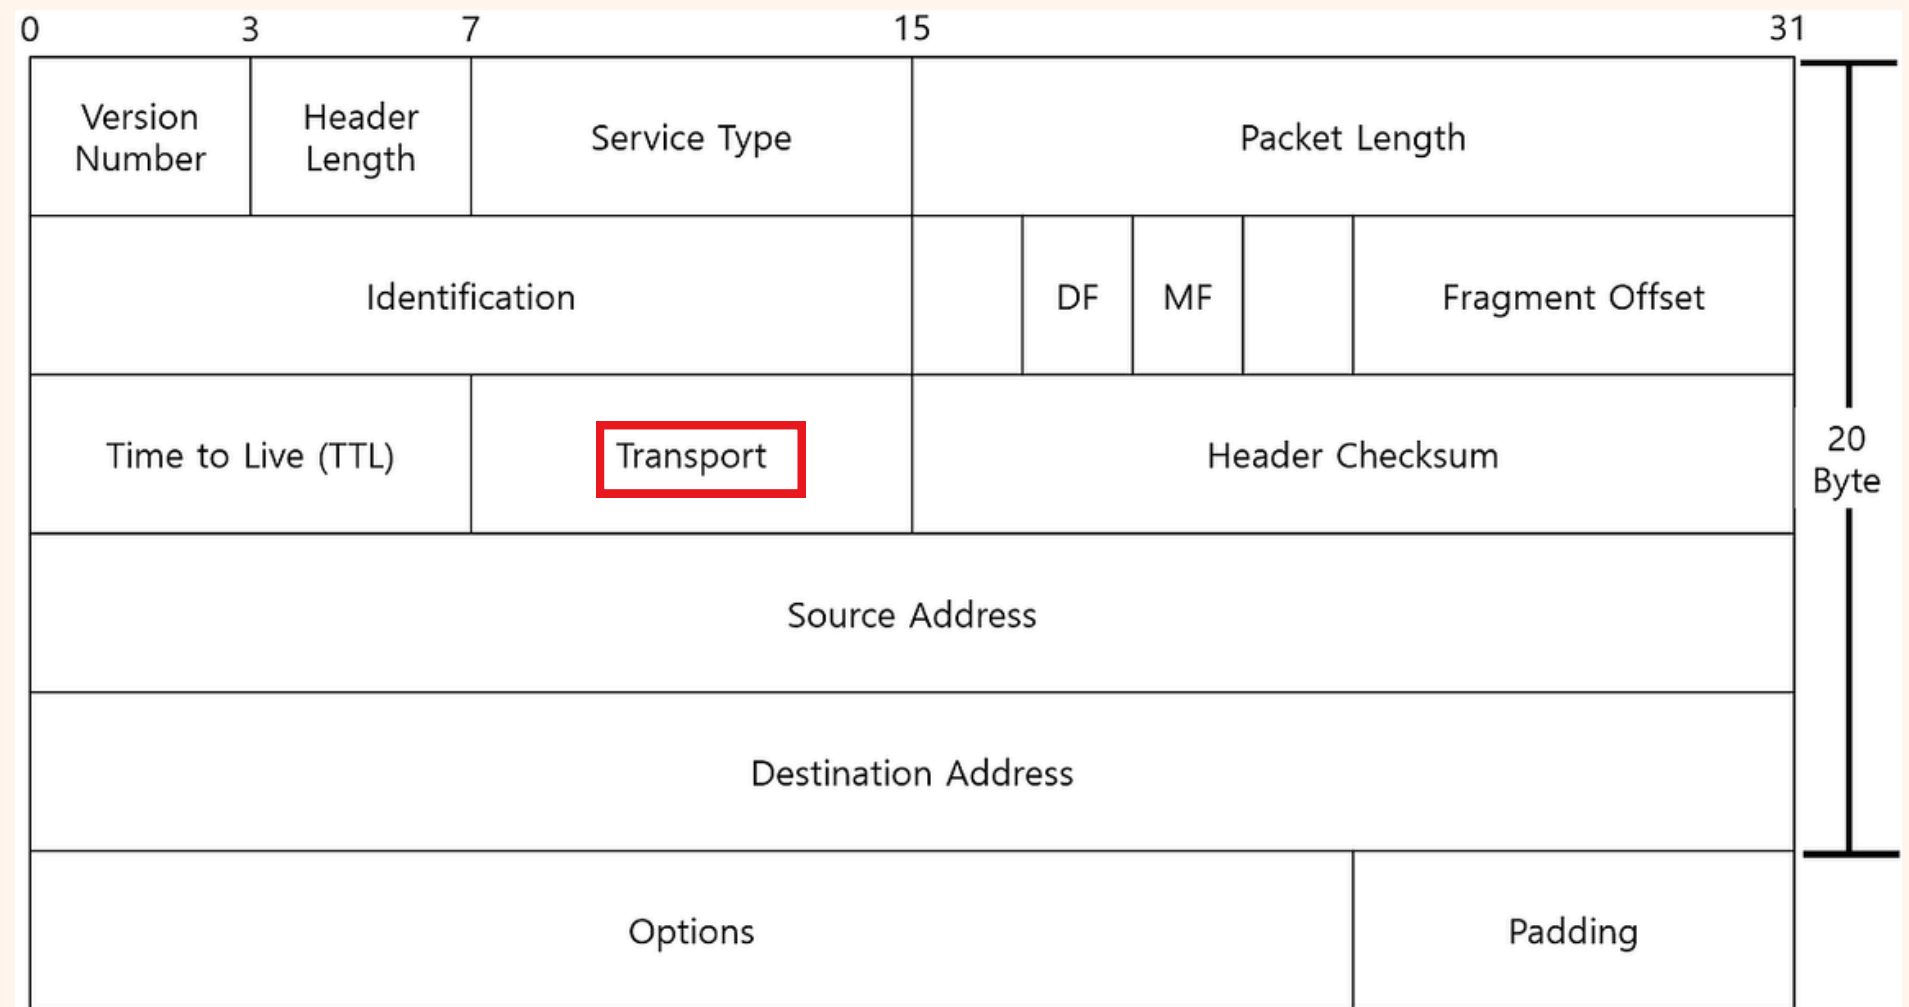 0 3 7 15 31
Version
Number
Header
Length
Service Type
Packet Length
Identification
DF
MF
Fragment Offset
Time to Live (TTL)
Transport
Header Checksum
20
Byte
Source Address
Destination Address
Options
Padding